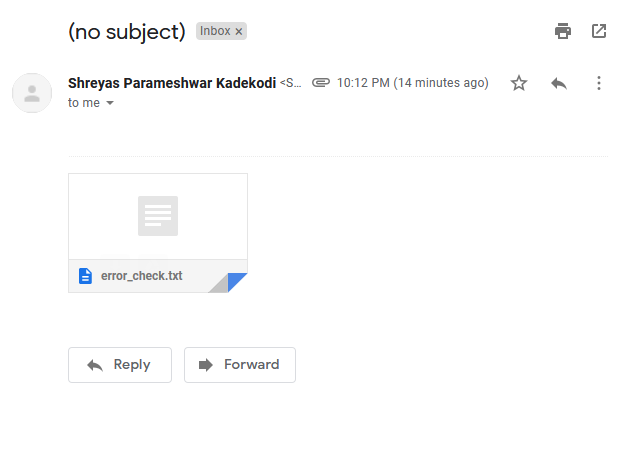 (no subject) Inbox ×
Shreyas Parameshwar Kadekodi <S... 10:12 PM (14 minutes ago)
to me
error_check.txt
Reply Forward